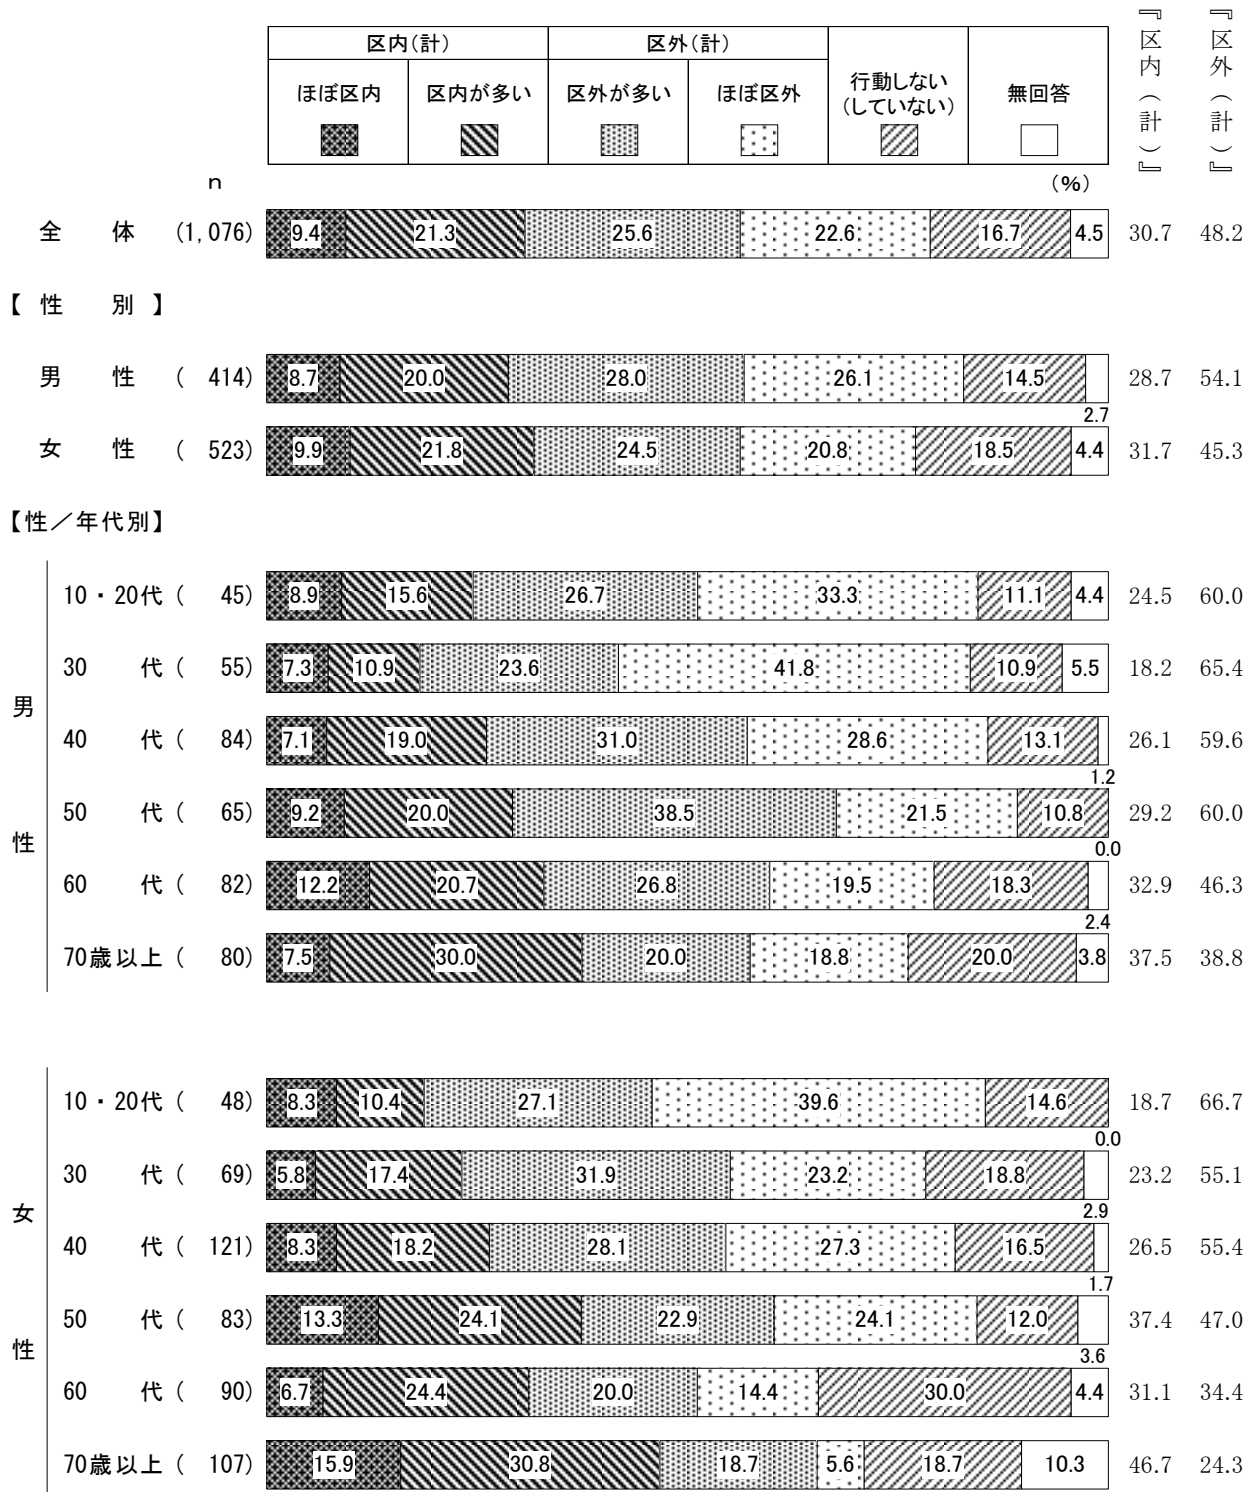 区内(計) 区外(計) 『区内(計)』 『区外(計)』
ほぼ区内 区内が多い 区外が多い ほぼ区外 行動しない(していない) 無回答
n (%)
全 体 (1,076) 9.4 21.3 25.6 22.6 16.7 4.5 30.7 48.2
【 性 別 】
男 性 ( 414) 8.7 20.0 28.0 26.1 14.5 2.7 28.7 54.1
女 性 ( 523) 9.9 21.8 24.5 20.8 18.5 4.4 31.7 45.3
【性/年代別】
男性
10・20代 ( 45) 8.9 15.6 26.7 33.3 11.1 4.4 24.5 60.0
30 代 ( 55) 7.3 10.9 23.6 41.8 10.9 5.5 18.2 65.4
40 代 ( 84) 7.1 19.0 31.0 28.6 13.1 1.2 26.1 59.6
50 代 ( 65) 9.2 20.0 38.5 21.5 10.8 0.0 29.2 60.0
60 代 ( 82) 12.2 20.7 26.8 19.5 18.3 2.4 32.9 46.3
70歳以上 ( 80) 7.5 30.0 20.0 18.8 20.0 3.8 37.5 38.8
女性
10・20代 ( 48) 8.3 10.4 27.1 39.6 14.6 0.0 18.7 66.7
30 代 ( 69) 5.8 17.4 31.9 23.2 18.8 2.9 23.2 55.1
40 代 ( 121) 8.3 18.2 28.1 27.3 16.5 1.7 26.5 55.4
50 代 ( 83) 13.3 24.1 22.9 24.1 12.0 3.6 37.4 47.0
60 代 ( 90) 6.7 24.4 20.0 14.4 30.0 4.4 31.1 34.4
70歳以上 ( 107) 15.9 30.8 18.7 5.6 18.7 10.3 46.7 24.3